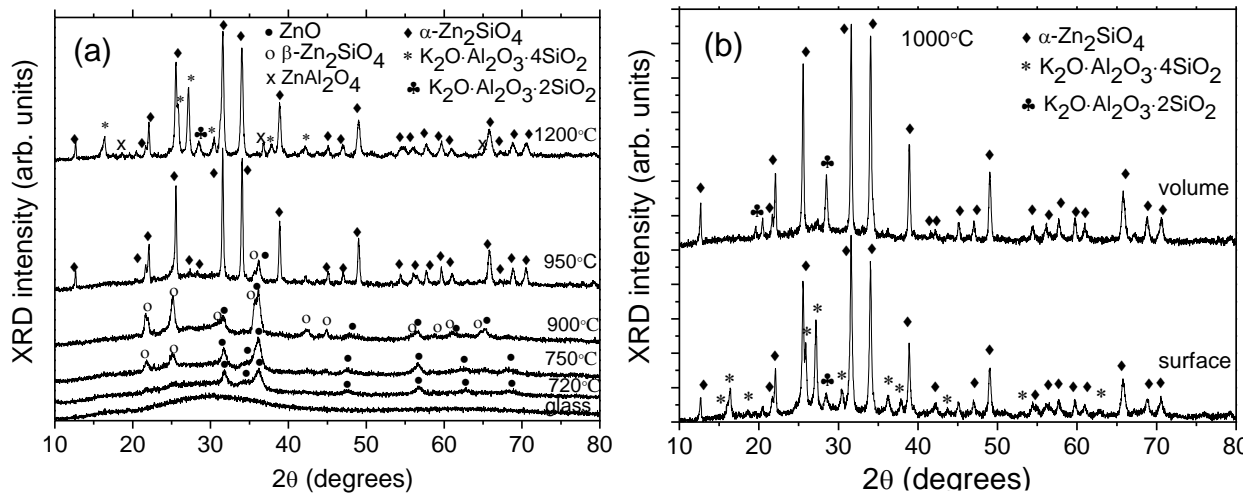 (a)
● ZnO
○ β-Zn₂SiO₄
x ZnAl₂O₄
♦ α-Zn₂SiO₄
* K₂O·Al₂O₃·4SiO₂
♣ K₂O·Al₂O₃·2SiO₂
1200°C
950°C
900°C
750°C
720°C
glass
XRD intensity (arb. units)
10 20 30 40 50 60 70 80
2θ (degrees)
(b)
1000°C
♦ α-Zn₂SiO₄
* K₂O·Al₂O₃·4SiO₂
♣ K₂O·Al₂O₃·2SiO₂
volume
surface
XRD intensity (arb. units)
10 20 30 40 50 60 70 80
2θ (degrees)